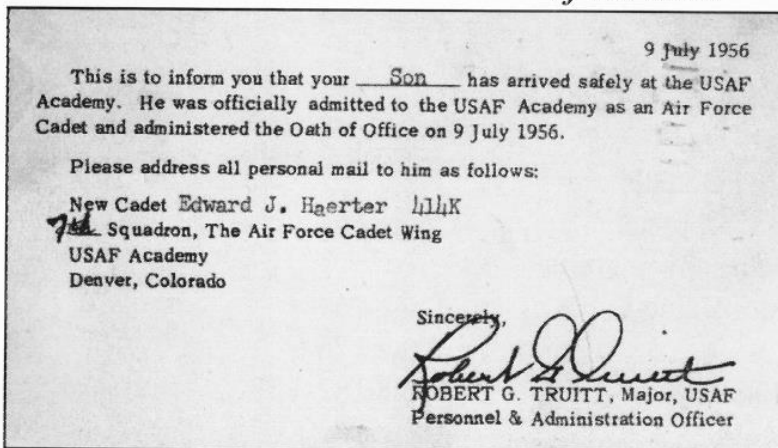 9 July 1956
This is to inform you that your Son has arrived safely at the USAF
Academy. He was officially admitted to the USAF Academy as an Air Force
Cadet and administered the Oath of Office on 9 July 1956.
Please address all personal mail to him as follows:
New Cadet Edward J. Haerter 414K
7th Squadron, The Air Force Cadet Wing
USAF Academy
Denver, Colorado
Sincerely,
Robert G Truitt
ROBERT G. TRUITT, Major, USAF
Personnel & Administration Officer